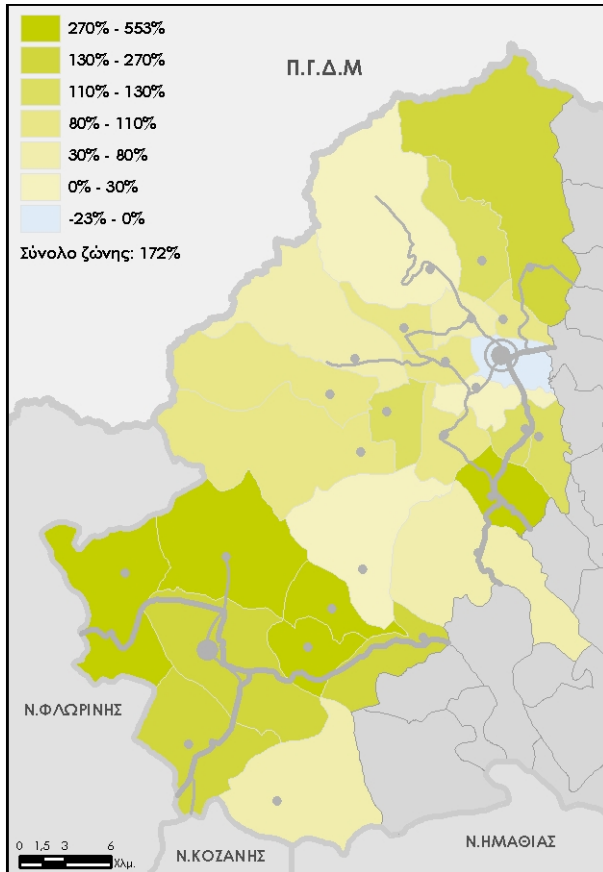 270% - 553%
130% - 270%
110% - 130%
80% - 110%
30% - 80%
0% - 30%
-23% - 0%
Σύνολο ζώνης: 172%
Π.Γ.Δ.Μ
Ν.ΦΛΩΡΙΝΗΣ
Ν.ΚΟΖΑΝΗΣ
Ν.ΗΜΑΘΙΑΣ
0 1,5 3 6
Χλμ.